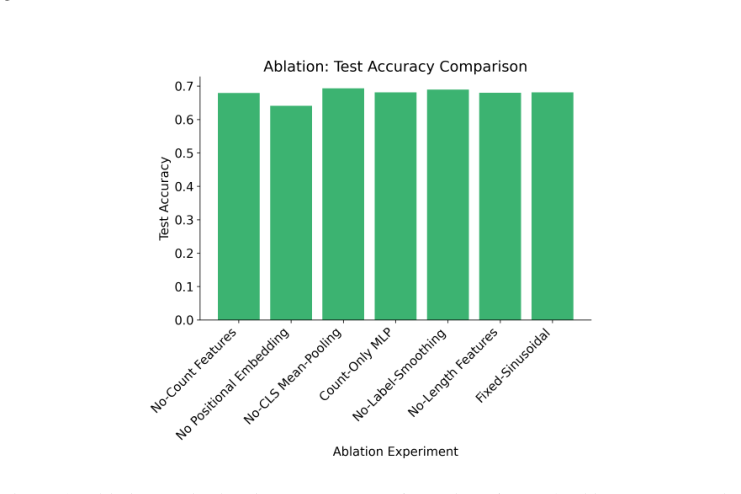 Ablation: Test Accuracy Comparison
0.7
0.6
0.5
0.4
0.3
0.2
0.1
0.0
Test Accuracy
No-Count Features
No Positional Embedding
No-CLS Mean-Pooling
Count-Only MLP
No-Label-Smoothing
No-Length Features
Fixed-Sinusoidal
Ablation Experiment